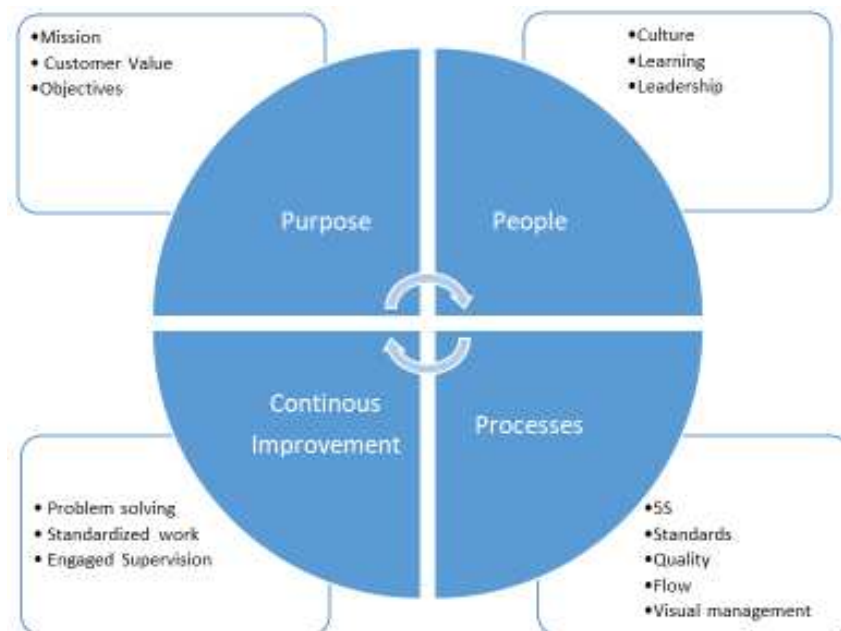 •Mission
• Customer Value
•Objectives
•Culture
•Learning
•Leadership
Purpose
People
Continous
Improvement
Processes
• Problem solving
• Standardized work
• Engaged Supervision
•5S
•Standards
•Quality
•Flow
•Visual management